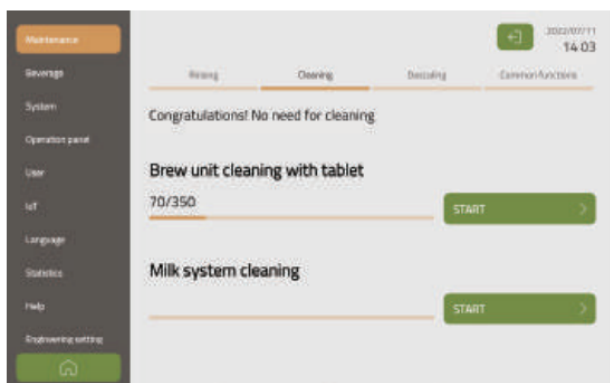 Maintenance
2022/07/11
14:03
Beverage
Rinsing
Cleaning
Descaling
Common functions
System
Congratulations! No need for cleaning
Operation panel
User
Brew unit cleaning with tablet
IoT
70/350
START
Language
Statistics
Milk system cleaning
Help
START
Engineering setting